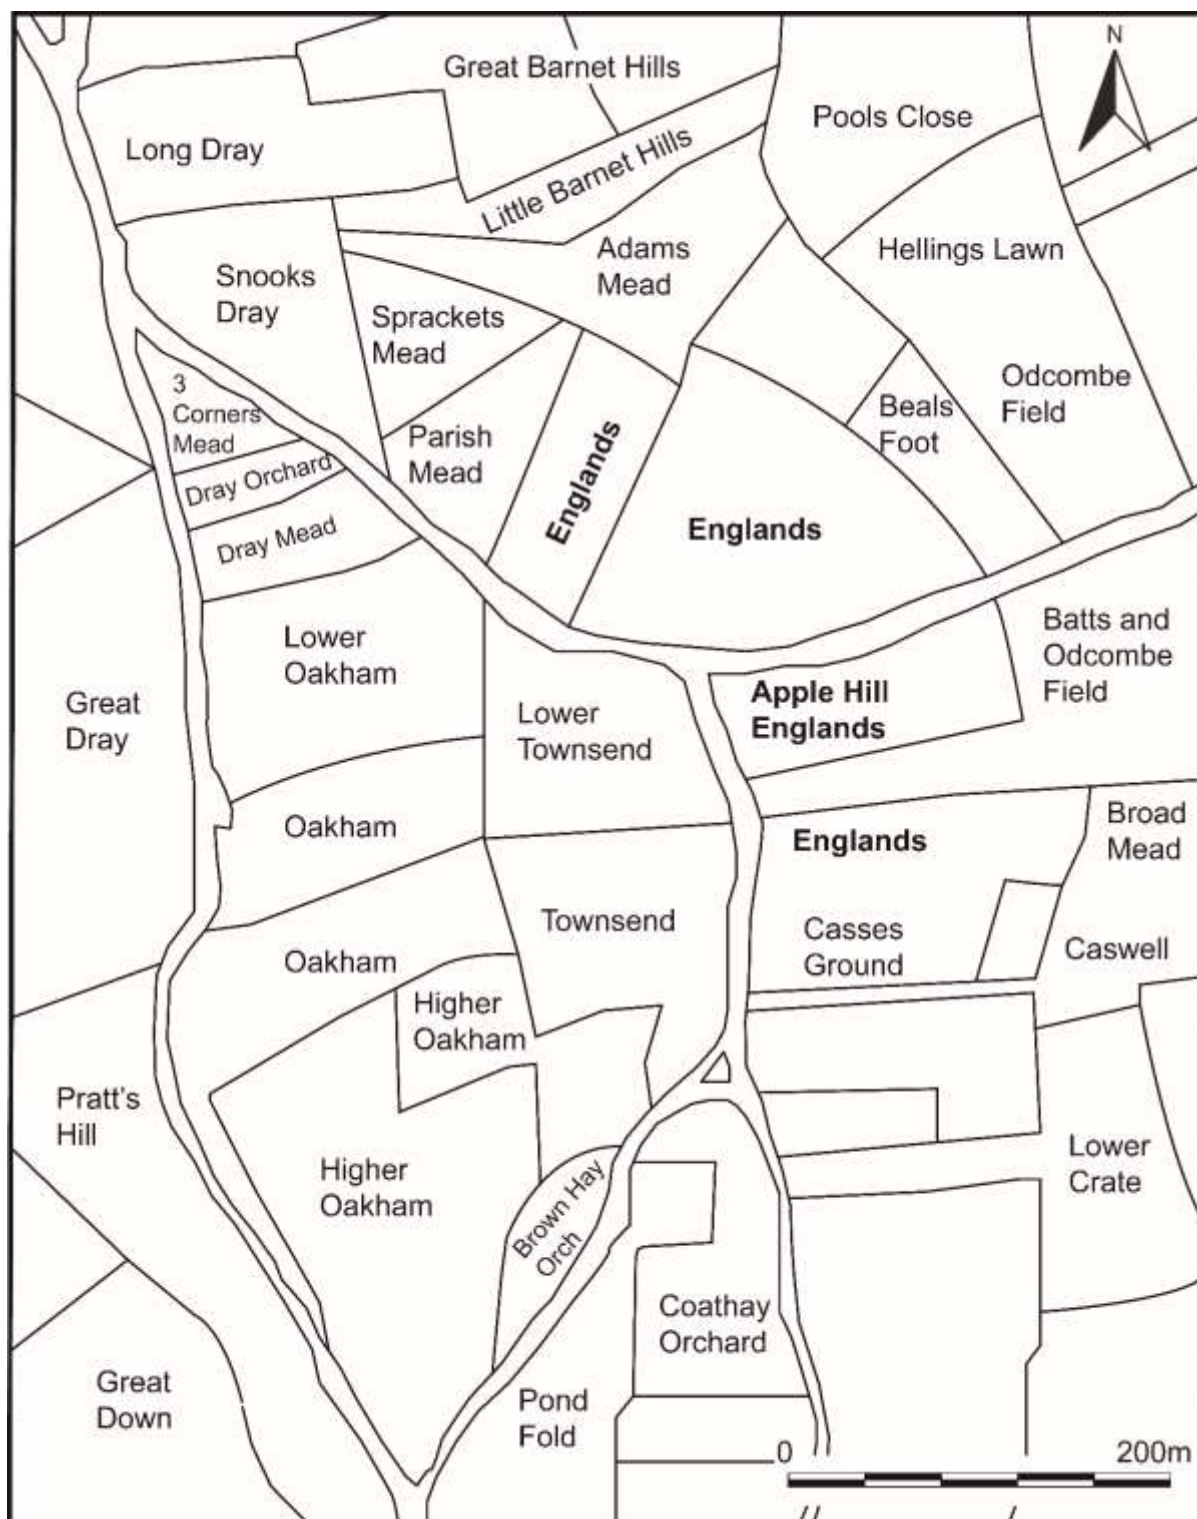 N
Great Barnet Hills
Pools Close
Long Dray
Little Barnet Hills
Adams
Mead
Hellings Lawn
Snooks
Dray
Sprackets
Mead
3
Corners
Mead
Odcombe
Field
Beals
Foot
Parish
Mead
Dray Orchard
Englands
Englands
Dray Mead
Lower
Oakham
Batts and
Odcombe
Field
Great
Dray
Apple Hill
Englands
Lower
Townsend
Oakham
Englands
Broad
Mead
Townsend
Casses
Ground
Caswell
Oakham
Higher
Oakham
Pratt's
Hill
Higher
Oakham
Lower
Crate
Brown Hay
Orch
Coathay
Orchard
Great
Down
Pond
Fold
0
200m